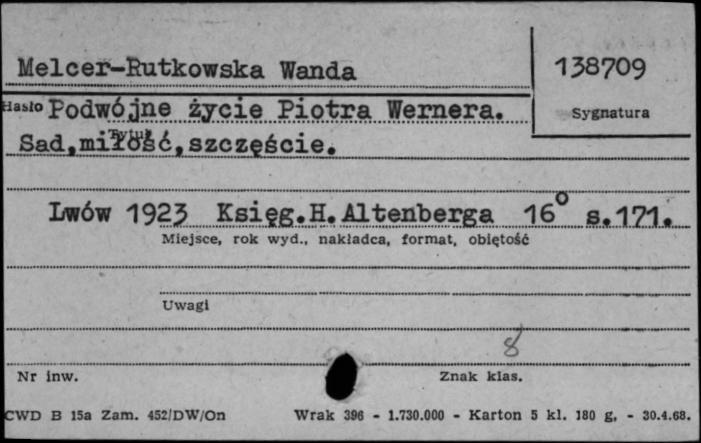 Melcer-Rutkowska Wanda
138709
Hasło Podwójne życie Piotra Wernera.
Sygnatura
Tytuł
Sad,miłość,szczęście.
Lwów 1923 Księg.H.Altenberga 16° s.171.
Miejsce, rok wyd., nakładca, format, objętość
Uwagi
8
Nr inw.
Znak klas.
CWD B 15a Zam. 452/DW/On Wrak 396 - 1.730.000 - Karton 5 kl. 180 g. - 30.4.68.